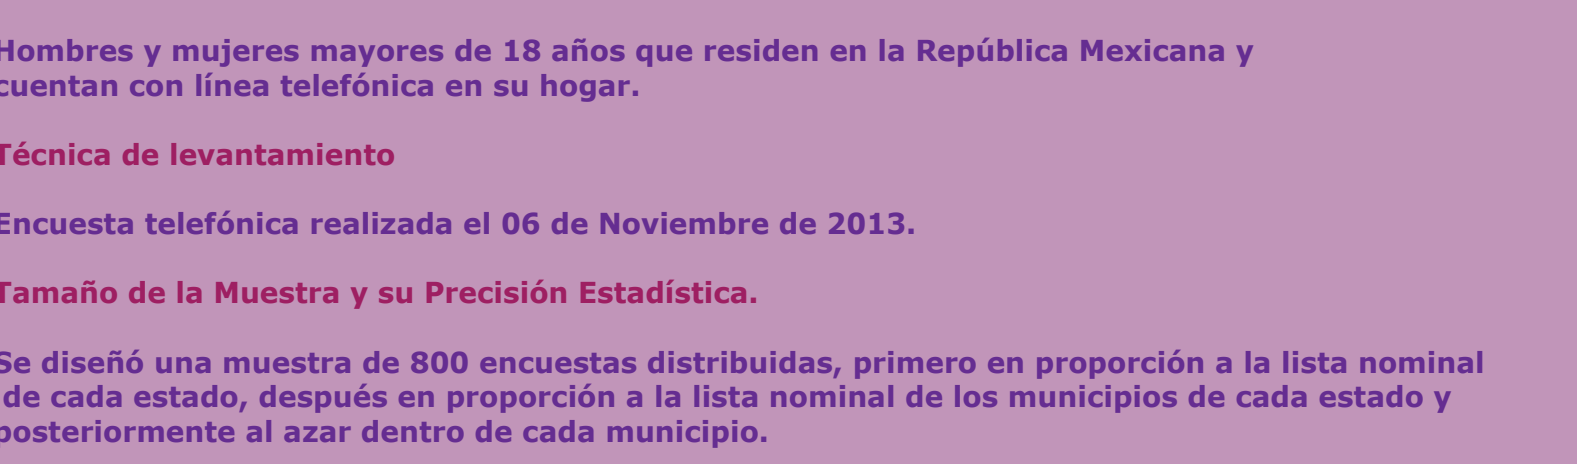 Hombres y mujeres mayores de 18 años que residen en la República Mexicana y
cuentan con línea telefónica en su hogar.
Técnica de levantamiento
Encuesta telefónica realizada el 06 de Noviembre de 2013.
Tamaño de la Muestra y su Precisión Estadística.
Se diseñó una muestra de 800 encuestas distribuidas, primero en proporción a la lista nominal
de cada estado, después en proporción a la lista nominal de los municipios de cada estado y
posteriormente al azar dentro de cada municipio.